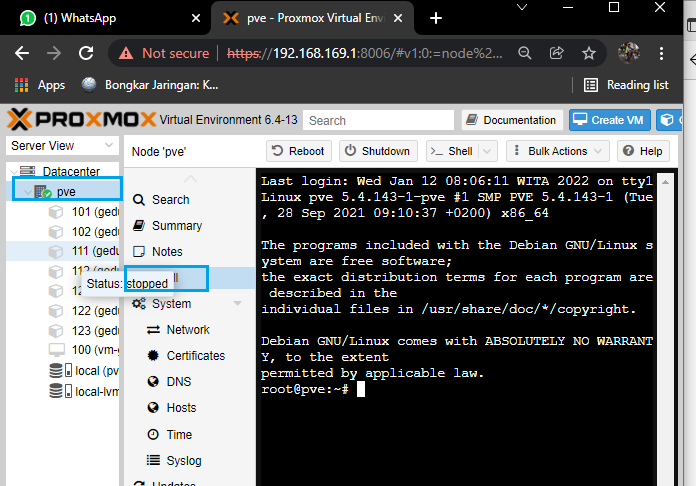 (1) WhatsApp
pve - Proxmox Virtual Env
Not secure
https://192.168.169.1:8006/#v1:0:=node%2...
Apps
Bongkar Jaringan: K...
Reading list
PROXMOX Virtual Environment 6.4-13
Search
Documentation
Create VM
Server View
Datacenter
pve
101 (gedu
102 (gedu
111 (gedu
122 (gedu
123 (gedu
100 (vm-g
local (pv
local-lvm
Status: stopped
Node 'pve'
Reboot
Shutdown
Shell
Bulk Actions
Help
Search
Summary
Notes
System
Network
Certificates
DNS
Hosts
Time
Syslog
Updates
Last login: Wed Jan 12 08:06:11 WITA 2022 on tty1
Linux pve 5.4.143-1-pve #1 SMP PVE 5.4.143-1 (Tue
, 28 Sep 2021 09:10:37 +0200) x86_64
The programs included with the Debian GNU/Linux s
ystem are free software;
the exact distribution terms for each program are
described in the
individual files in /usr/share/doc/*/copyright.
Debian GNU/Linux comes with ABSOLUTELY NO WARRANT
Y, to the extent
permitted by applicable law.
root@pve:~#